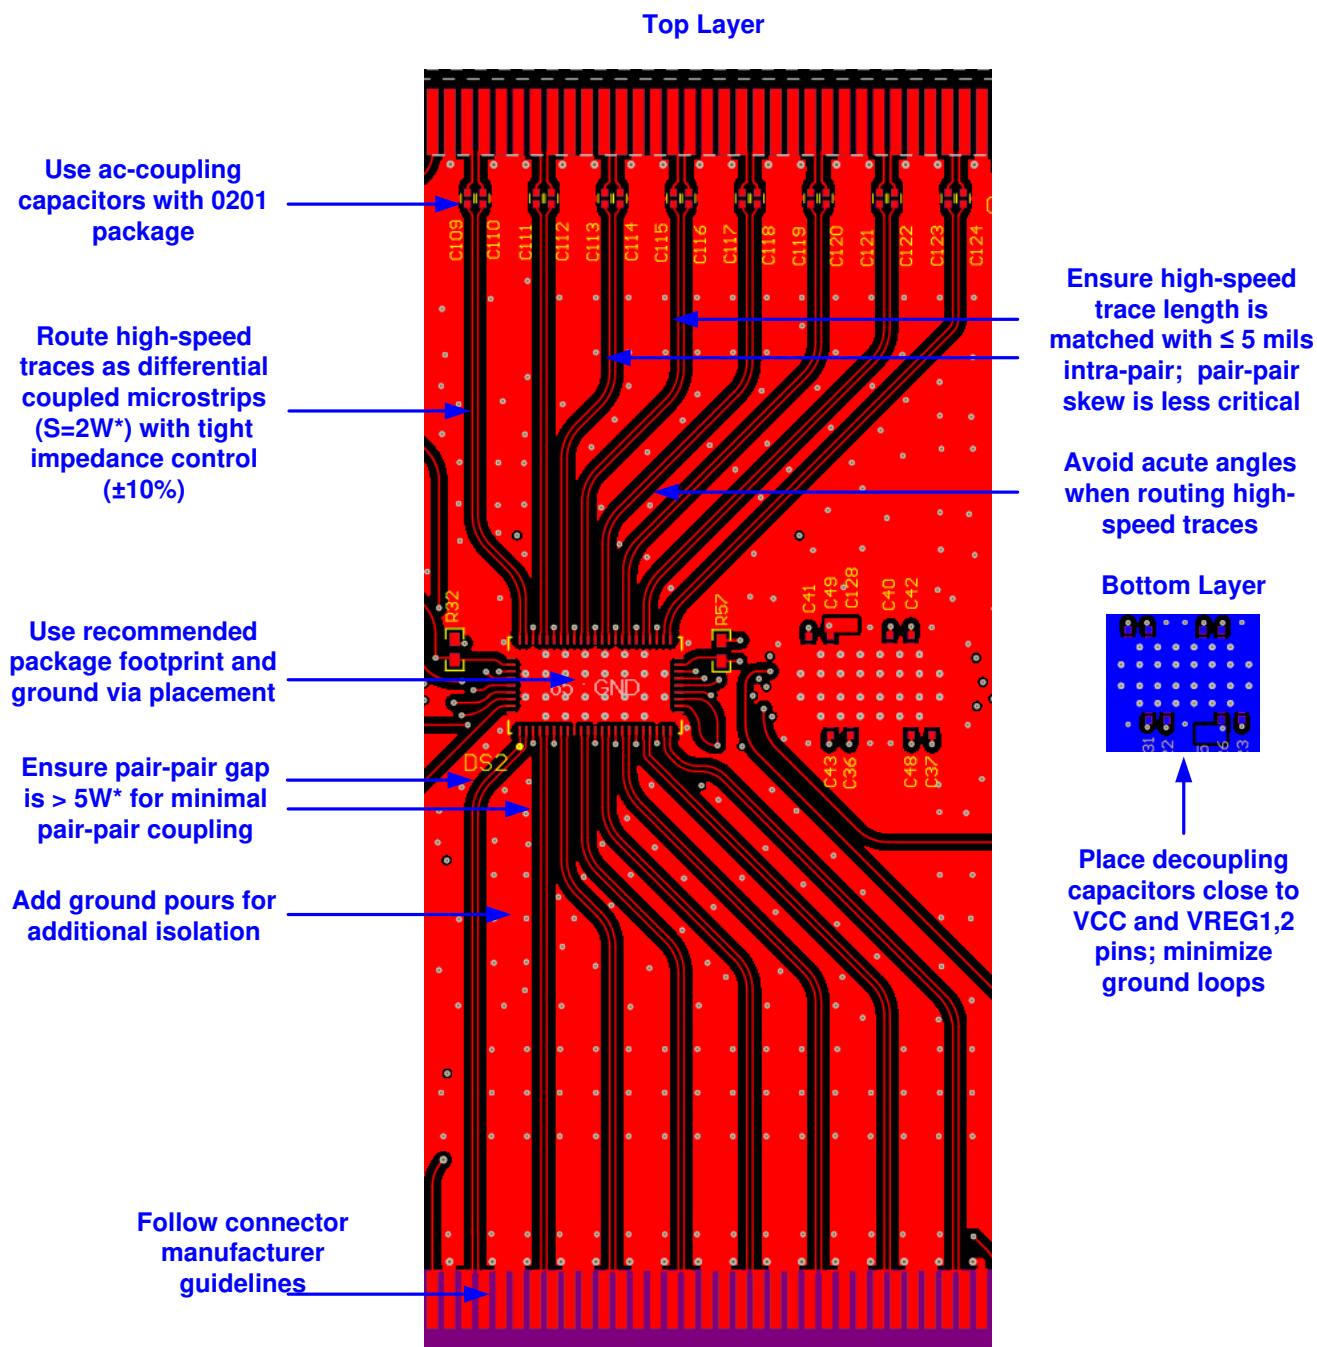 Top Layer
Use ac-coupling
capacitors with 0201
package
C109
C110
C111
C112
C113
C114
C115
C116
C117
C118
C119
C120
C121
C122
C123
C124
Ensure high-speed
trace length is
matched with ≤ 5 mils
intra-pair; pair-pair
skew is less critical
Route high-speed
traces as differential
coupled microstrips
(S=2W*) with tight
impedance control
(±10%)
Avoid acute angles
when routing high-
speed traces
Bottom Layer
R32
R57
C41
C49
C128
C40
C42
Use recommended
package footprint and
ground via placement
GND
DS2
C43
C36
C48
C37
Ensure pair-pair gap
is > 5W* for minimal
pair-pair coupling
Add ground pours for
additional isolation
Place decoupling
capacitors close to
VCC and VREG1,2
pins; minimize
ground loops
Follow connector
manufacturer
guidelines